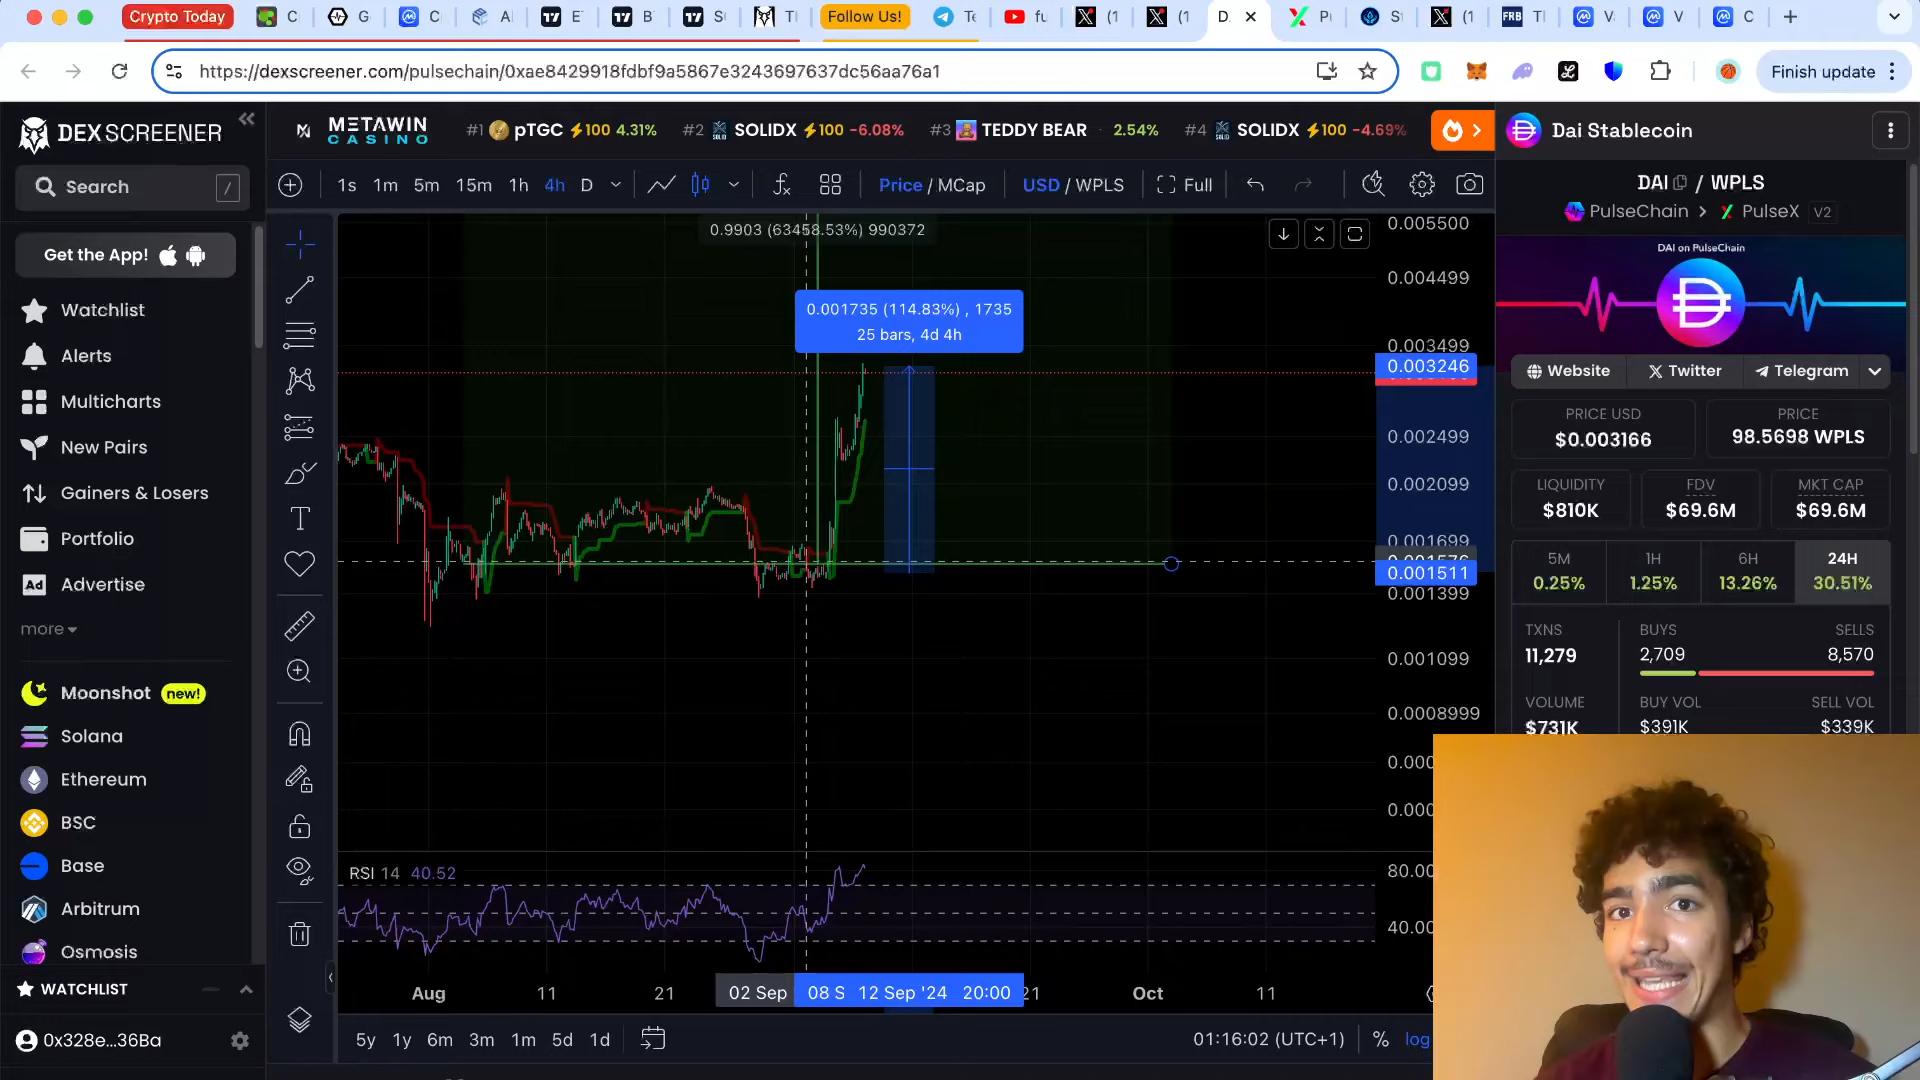 Crypto Today
C
G
C
E
B
Follow Us!
(1
(1
D
(1
FRB
V
C
https://dexscreener.com/pulsechain/0xae8429918fdbf9a5867e3243697637dc56aa76a1
Finish update
DEX SCREENER
Search
/
Get the App!
Watchlist
Alerts
Multicharts
New Pairs
Gainers & Losers
Portfolio
Ad Advertise
more
Moonshot new!
Solana
Ethereum
BSC
Base
Arbitrum
Osmosis
WATCHLIST
0x328e...36Ba
METAWIN
CASINO
#1 pTGC ⚡100 4.31% #2 SOLIDX ⚡100 -6.08% #3 TEDDY BEAR 2.54% #4 SOLIDX ⚡100 -4.69%
1s 1m 5m 15m 1h 4h D
Price / MCap
USD / WPLS
Full
0.9903 (63458.53%) 990372
0.001735 (114.83%) , 1735
25 bars, 4d 4h
0.005500
0.004499
0.003499
0.003246
0.002499
0.002099
0.001699
0.001511
0.001399
0.001099
0.0008999
RSI 14 40.52
80.00
40.00
Aug 11 21 02 Sep 08 S 12 Sep '24 20:00 21 Oct 11
5y 1y 6m 3m 1m 5d 1d
01:16:02 (UTC+1)
%
log
Dai Stablecoin
DAI / WPLS
PulseChain > PulseX V2
DAI on PulseChain
Website
Twitter
Telegram
PRICE USD
$0.003166
PRICE
98.5698 WPLS
LIQUIDITY
$810K
FDV
$69.6M
MKT CAP
$69.6M
5M
0.25%
1H
1.25%
6H
13.26%
24H
30.51%
TXNS
11,279
BUYS
2,709
SELLS
8,570
VOLUME
$731K
BUY VOL
$391K
SELL VOL
$339K